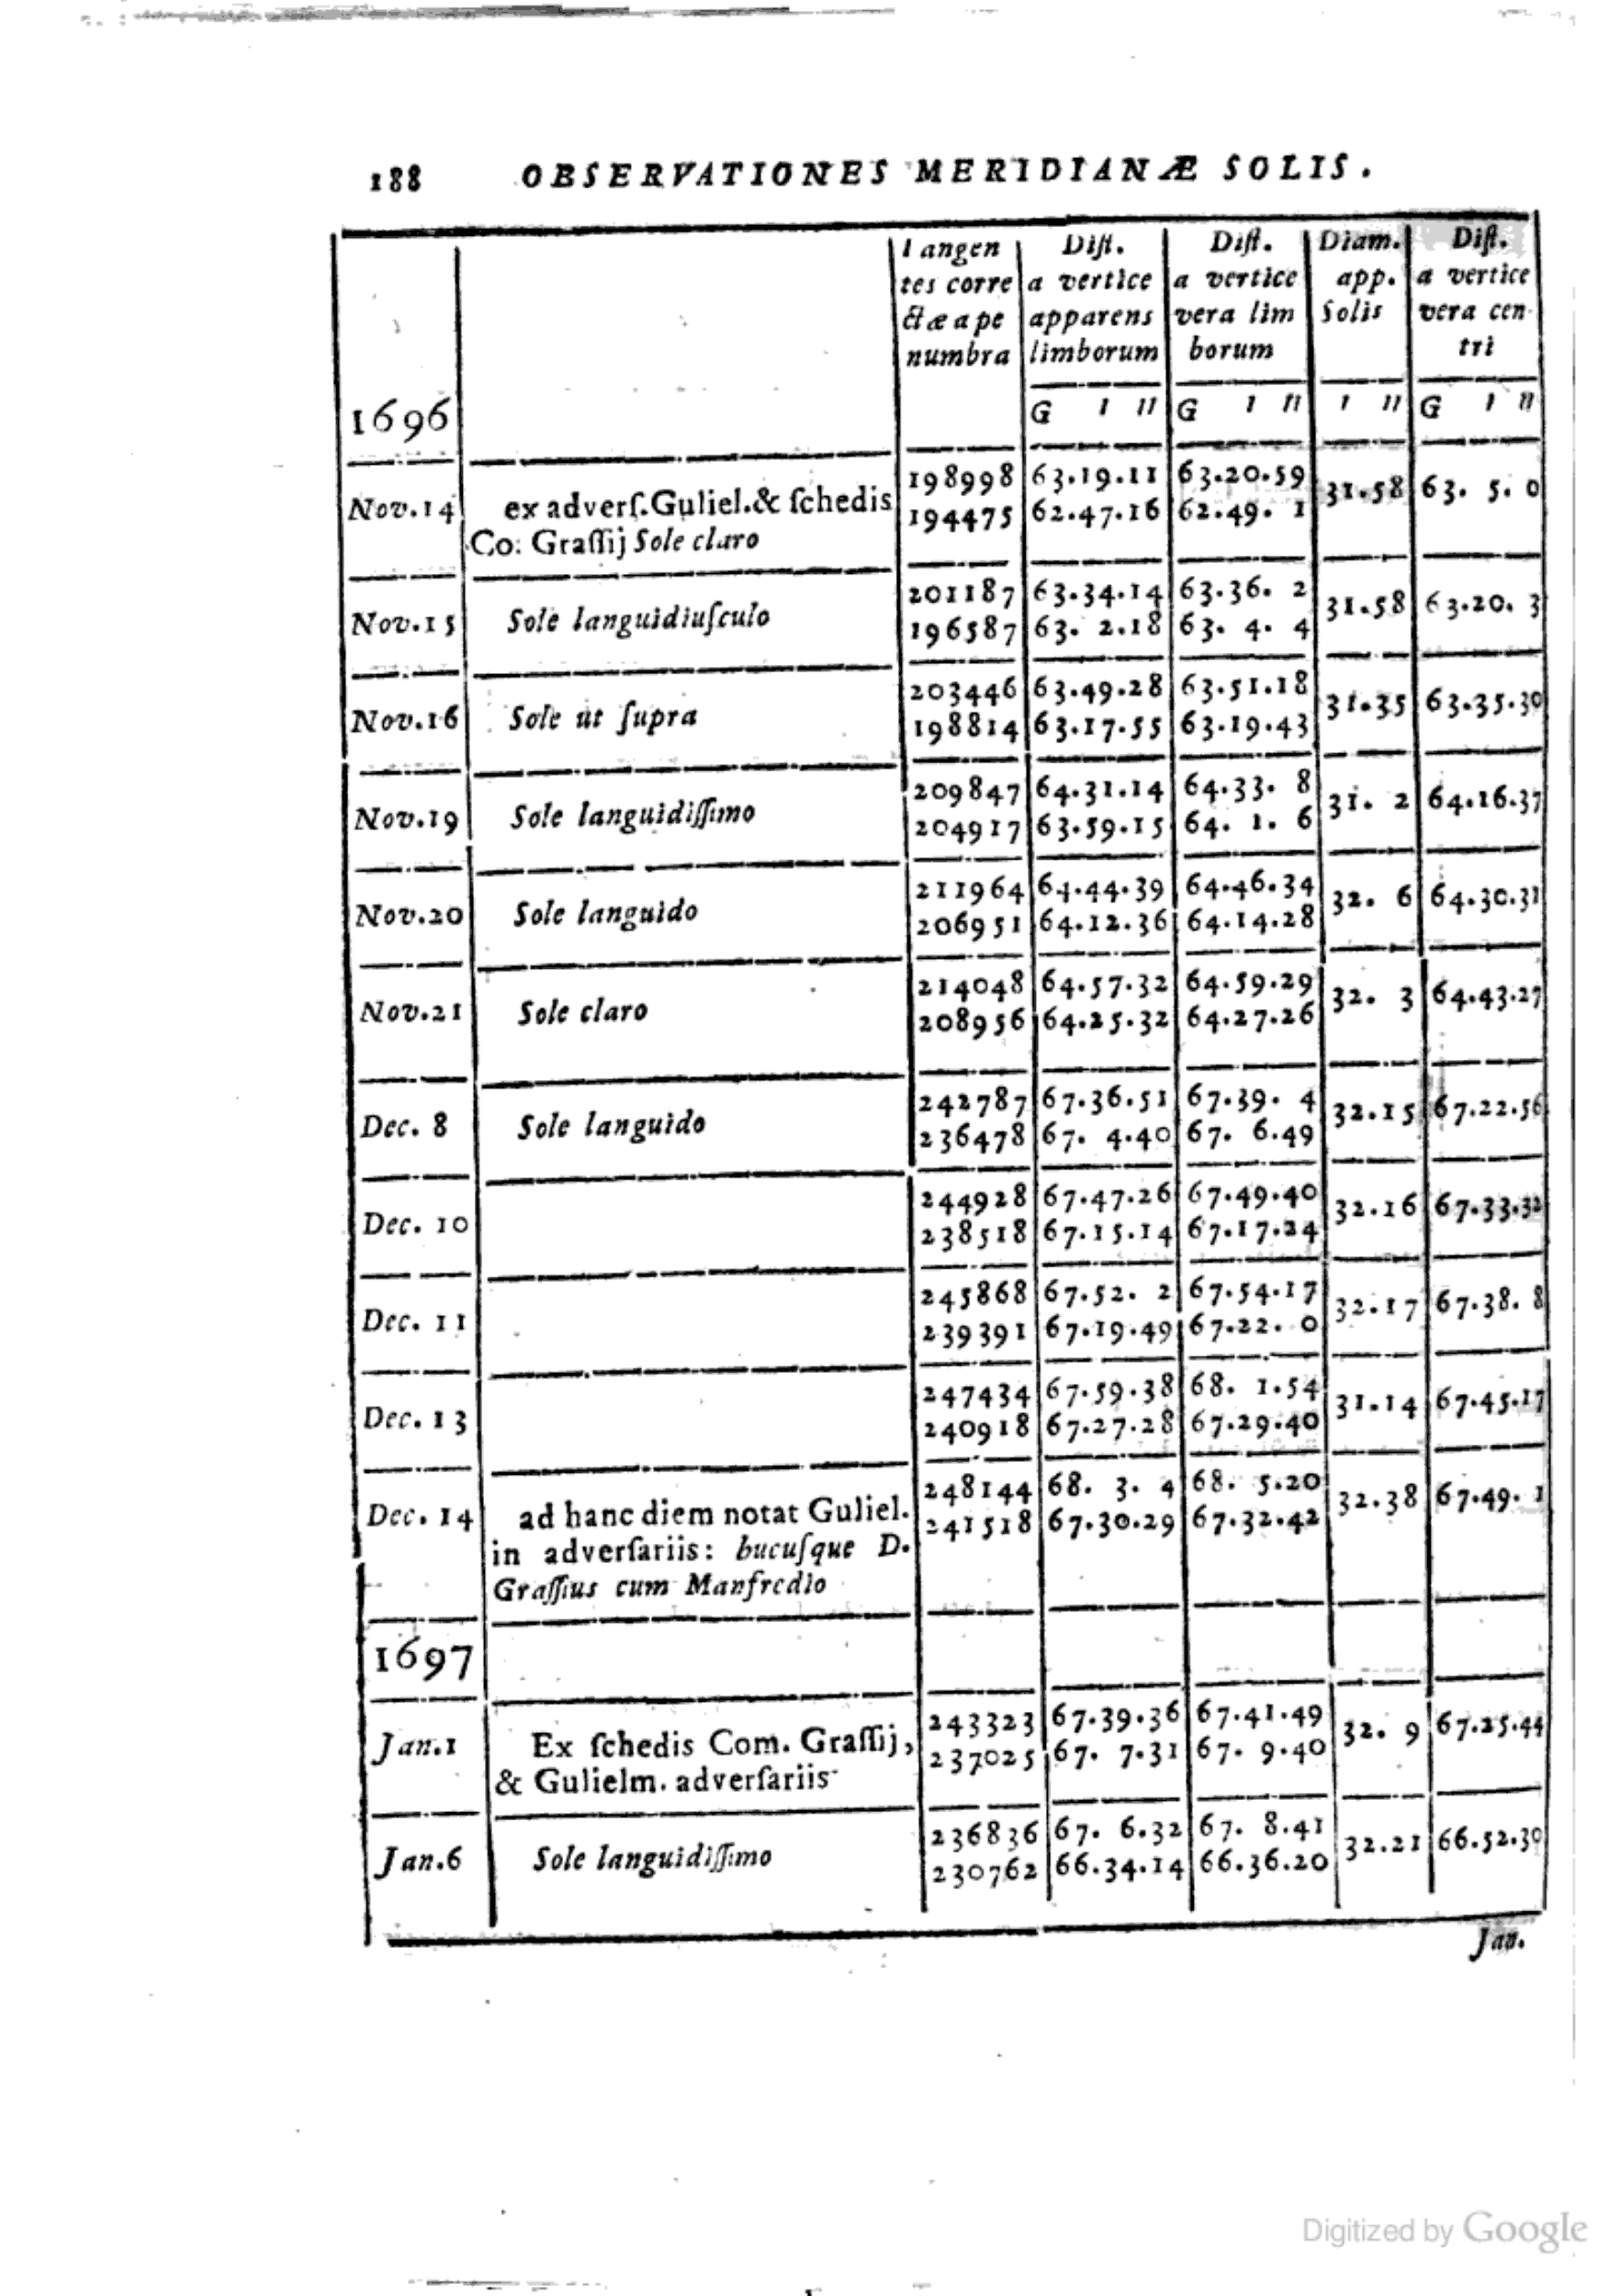 188 OBSERVATIONES MERIDIANÆ SOLIS.
Tangen Diſt. Diſt. Diam. Diſt.
tes corre a vertice a vertice app. a vertice
ctæ a pe apparens vera lim Solis vera cen
numbra limborum borum tri
1696 G I II G I II I II G I II
198998 63.19.11 63.20.59
Nov.14 ex adverſ.Guliel.& ſchedis 31.58 63. 5. 0
194475 62.47.16 62.49. 1
Co: Graſſij Sole claro
201187 63.34.14 63.36. 2
Nov.15 Sole languidiuſculo 31.58 63.20. 3
196587 63. 2.18 63. 4. 4
203446 63.49.28 63.51.18
Nov.16 Sole ut ſupra 31.35 63.35.30
198814 63.17.55 63.19.43
209847 64.31.14 64.33. 8
Nov.19 Sole languidiſſimo 31. 2 64.16.37
204917 63.59.15 64. 1. 6
211964 64.44.39 64.46.34
Nov.20 Sole languido 32. 6 64.30.31
206951 64.12.36 64.14.28
214048 64.57.32 64.59.29
Nov.21 Sole claro 32. 3 64.43.27
208956 64.25.32 64.27.26
242787 67.36.51 67.39. 4
Dec. 8 Sole languido 32.15 67.22.56
236478 67. 4.40 67. 6.49
244928 67.47.26 67.49.40
Dec. 10 32.16 67.33.32
238518 67.15.14 67.17.24
245868 67.52. 2 67.54.17
Dec. 11 32.17 67.38. 8
239391 67.19.49 67.22. 0
247434 67.59.38 68. 1.54
Dec. 13 31.14 67.45.17
240918 67.27.28 67.29.40
248144 68. 3. 4 68. 5.20
Dec. 14 ad hanc diem notat Guliel. 32.38 67.49. 1
241518 67.30.29 67.32.42
in adverſariis: bucuſque D.
Graſſius cum Manfredio
1697
243323 67.39.36 67.41.49
Jan.1 Ex ſchedis Com. Graſſij, 32. 9 67.25.44
237025 67. 7.31 67. 9.40
& Gulielm. adverſariis
236836 67. 6.32 67. 8.41
Jan.6 Sole languidiſſimo 32.21 66.52.30
230762 66.34.14 66.36.20
Jan.
Digitized by Google